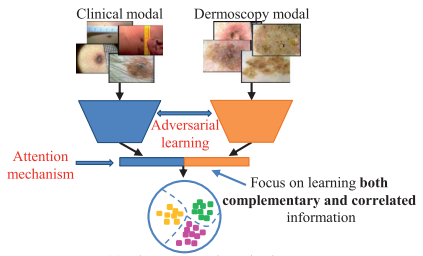 Clinical modal
Dermoscopy modal
Adversarial
learning
Attention
mechanism
Focus on learning both
complementary and correlated
information